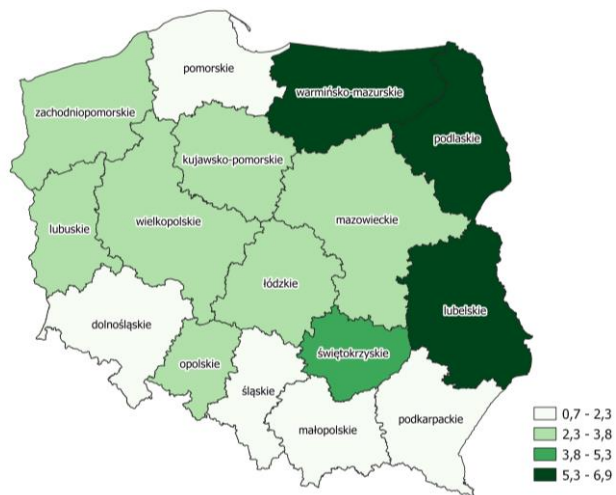 pomorskie
warmińsko-mazurskie
zachodniopomorskie
podlaskie
kujawsko-pomorskie
mazowieckie
wielkopolskie
lubuskie
łódzkie
lubelskie
dolnośląskie
świętokrzyskie
opolskie
śląskie
podkarpackie
małopolskie
0,7 - 2,3
2,3 - 3,8
3,8 - 5,3
5,3 - 6,9